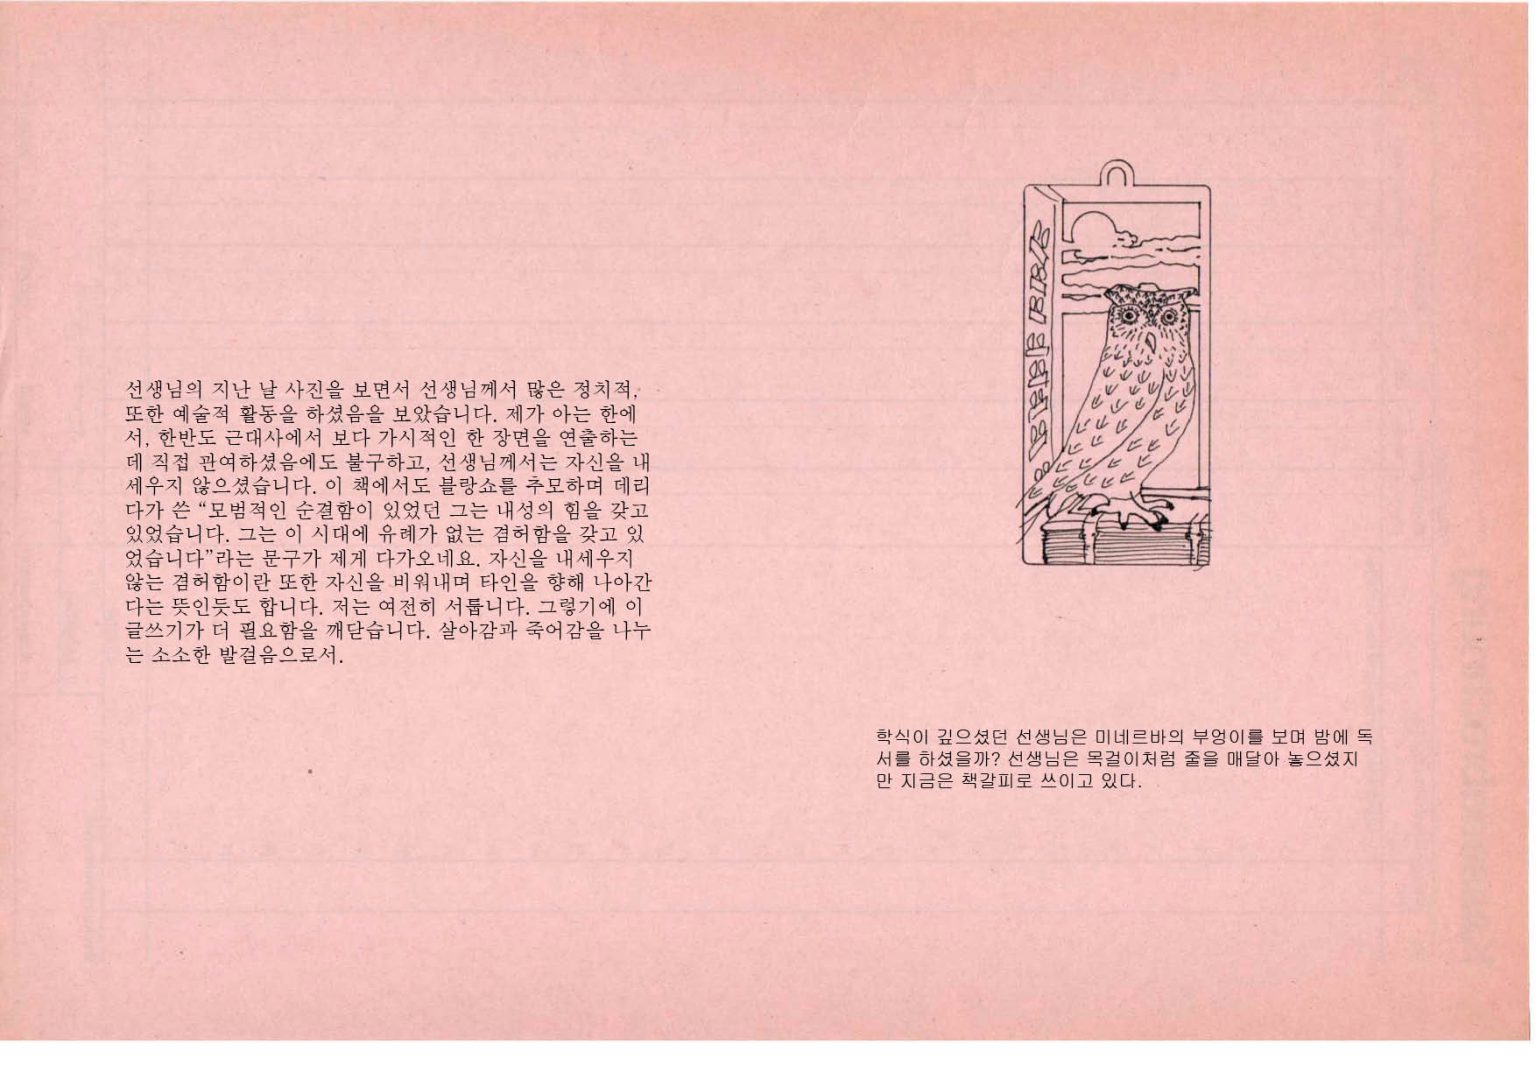 선생님의 지난 날 사진을 보면서 선생님께서 많은 정치적,
또한 예술적 활동을 하셨음을 보았습니다. 제가 아는 한에
서, 한반도 근대사에서 보다 가시적인 한 장면을 연출하는
데 직접 관여하셨음에도 불구하고, 선생님께서는 자신을 내
세우지 않으셨습니다. 이 책에서도 블랑쇼를 추모하며 데리
다가 쓴 “모범적인 순결함이 있었던 그는 내성의 힘을 갖고
있었습니다. 그는 이 시대에 유례가 없는 겸허함을 갖고 있
었습니다”라는 문구가 제게 다가오네요. 자신을 내세우지
않는 겸허함이란 또한 자신을 비워내며 타인을 향해 나아간
다는 뜻인듯도 합니다. 저는 여전히 서툽니다. 그렇기에 이
글쓰기가 더 필요함을 깨닫습니다. 살아감과 죽어감을 나누
는 소소한 발걸음으로서.
학식이 깊으셨던 선생님은 미네르바의 부엉이를 보며 밤에 독
서를 하셨을까? 선생님은 목걸이처럼 줄을 매달아 놓으셨지
만 지금은 책갈피로 쓰이고 있다.